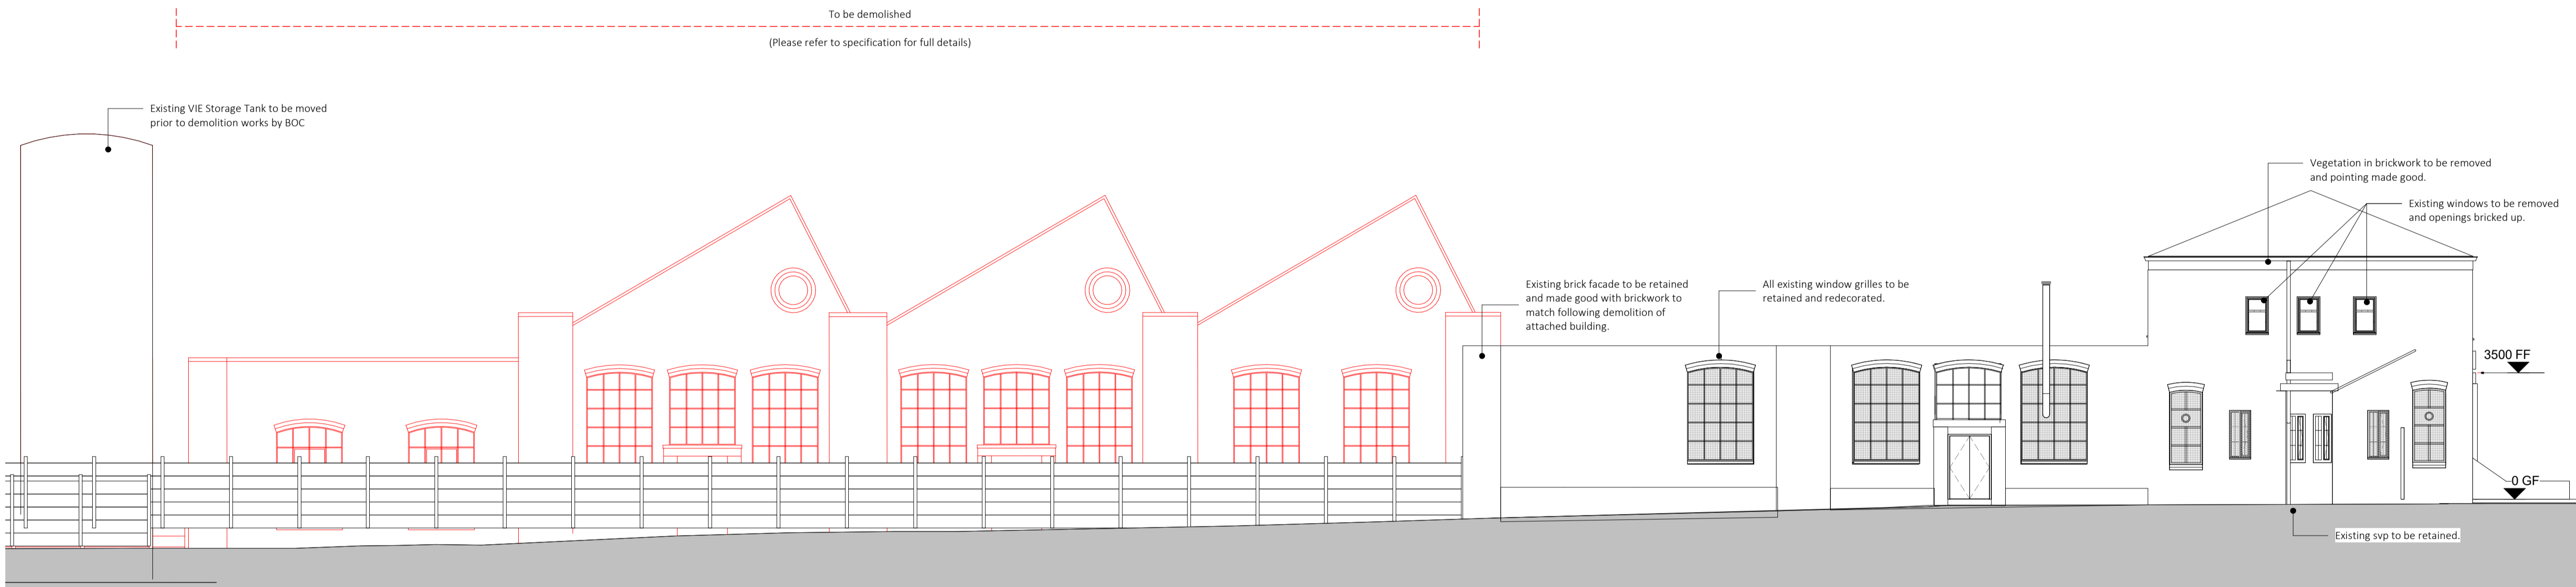 To be demolished
(Please refer to specification for full details)
Existing VIE Storage Tank to be moved
prior to demolition works by BOC
Existing brick facade to be retained
and made good with brickwork to
match following demolition of
attached building.
All existing window grilles to be
retained and redecorated.
Vegetation in brickwork to be removed
and pointing made good.
Existing windows to be removed
and openings bricked up.
3500 FF
0 GF
Existing svp to be retained.